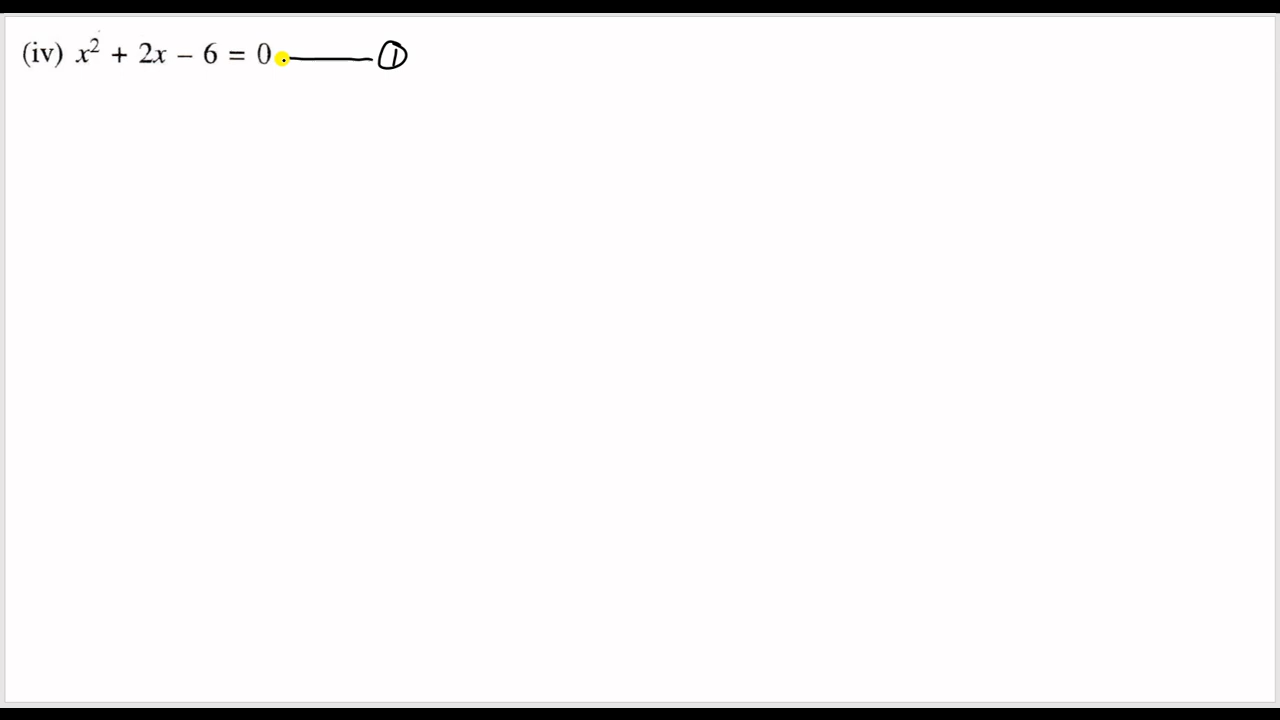 (iv) x² + 2x – 6 = 0 ——— ①